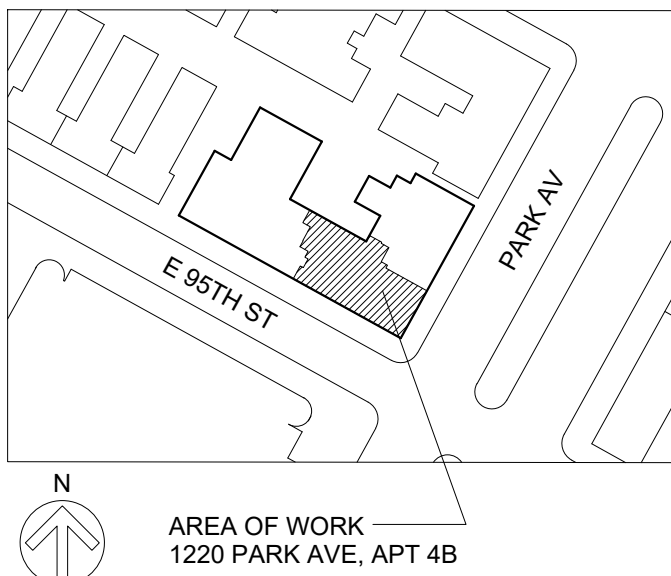 PARK AV
E 95TH ST
N
AREA OF WORK
1220 PARK AVE, APT 4B